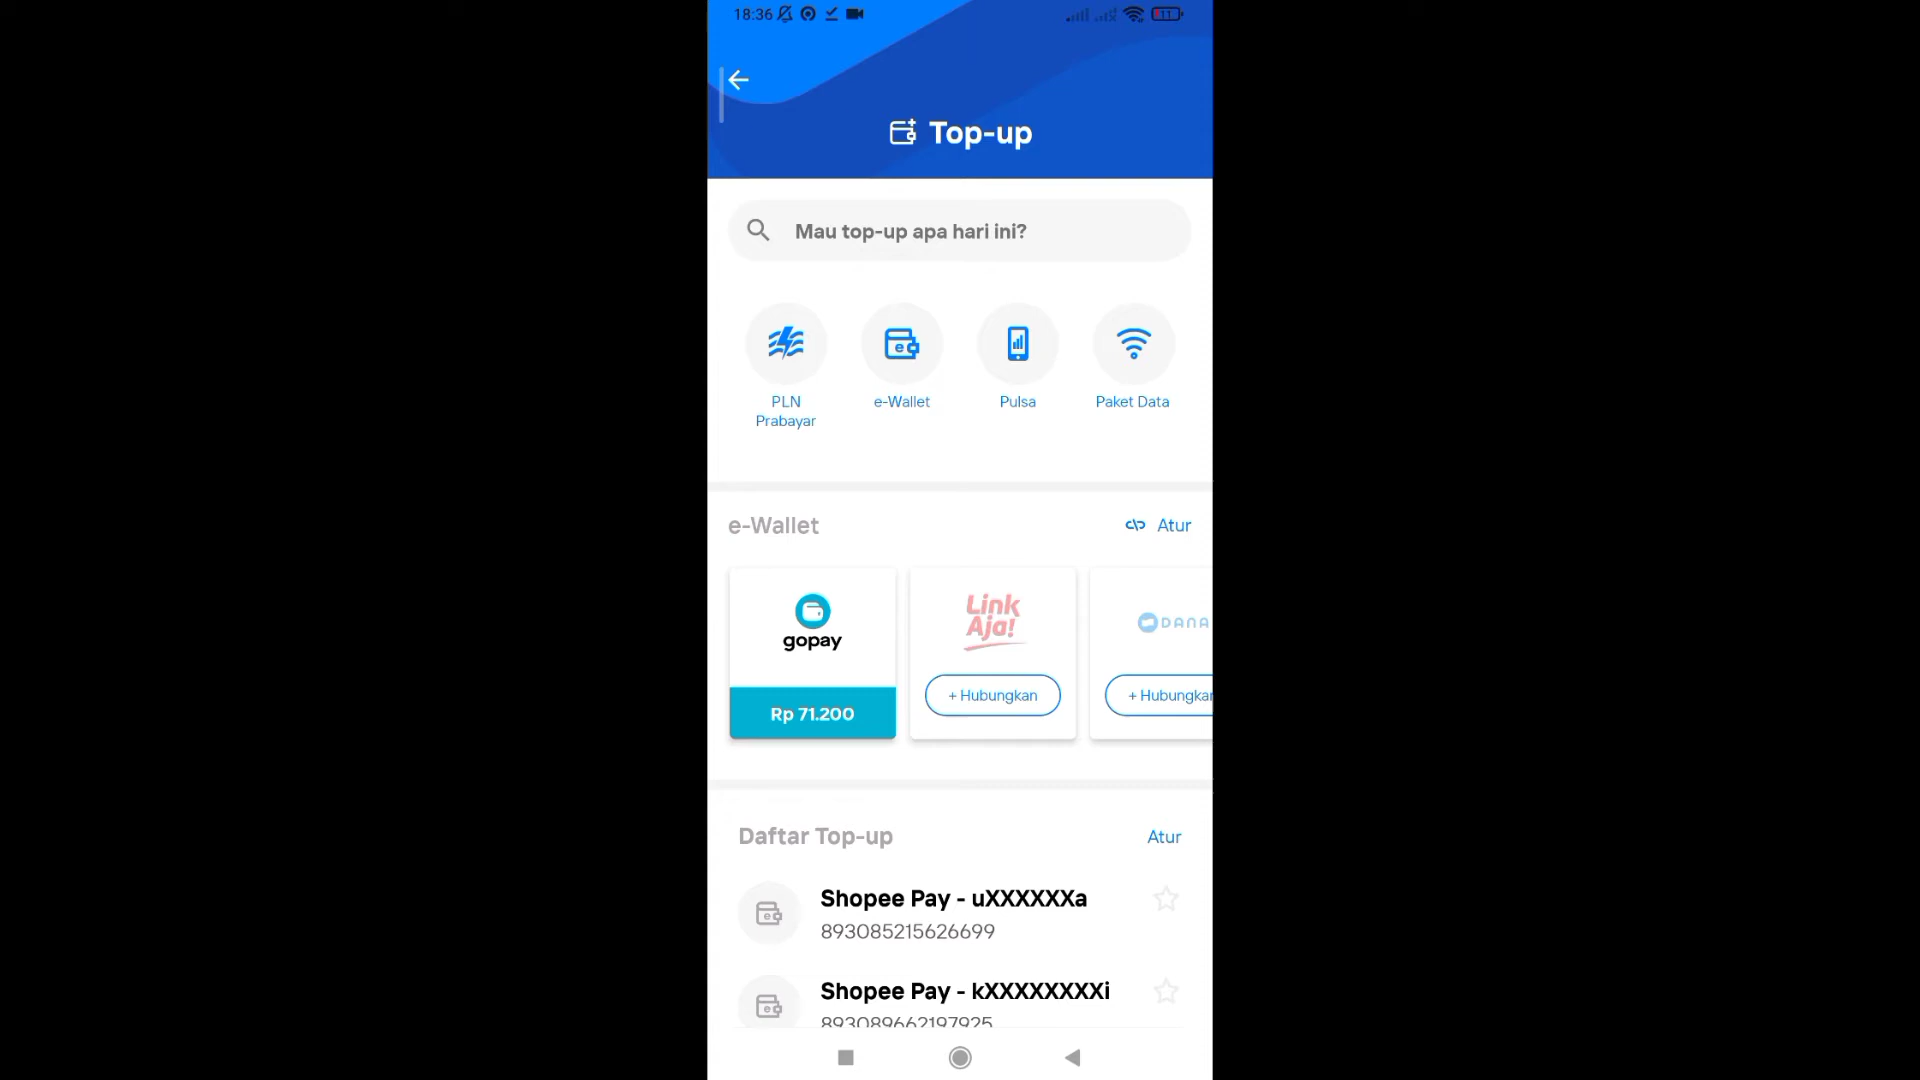 18:36
11
Top-up
Mau top-up apa hari ini?
PLN
Prabayar
e-Wallet
Pulsa
Paket Data
e-Wallet
Atur
gopay
Rp 71.200
Link
Aja!
+ Hubungkan
DANA
+ Hubungkan
Daftar Top-up
Atur
Shopee Pay - uXXXXXXa
893085215626699
Shopee Pay - kXXXXXXXXi
893089662197925